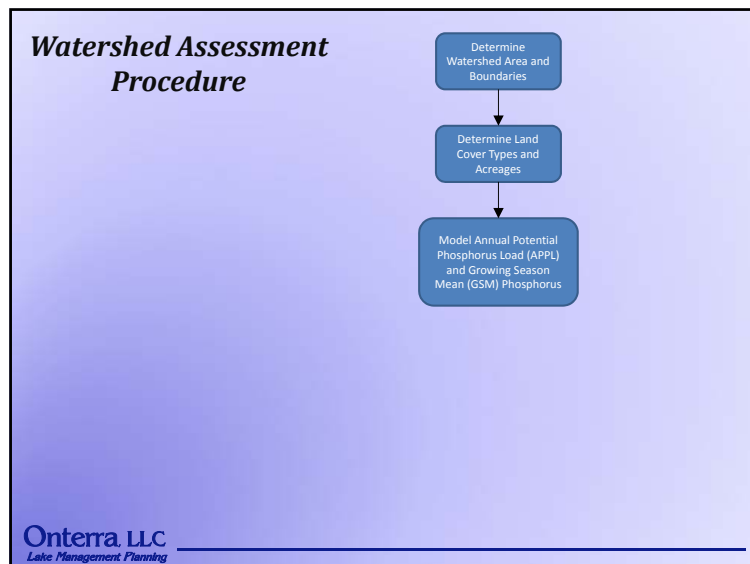 Watershed Assessment
Procedure
Determine
Watershed Area and
Boundaries
Determine Land
Cover Types and
Acreages
Model Annual Potential
Phosphorus Load (APPL)
and Growing Season
Mean (GSM) Phosphorus
Onterra, LLC
Lake Management Planning